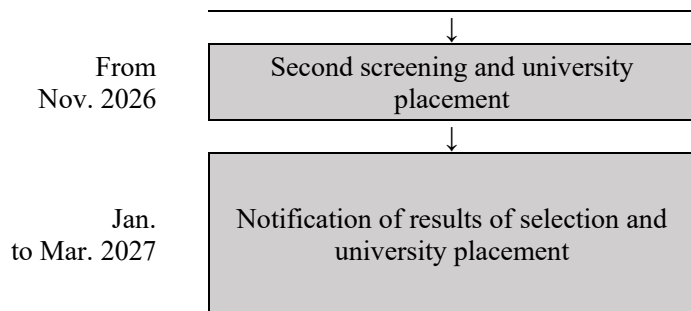 ↓
From
Nov. 2026
Second screening and university
placement
↓
Jan.
to Mar. 2027
Notification of results of selection and
university placement